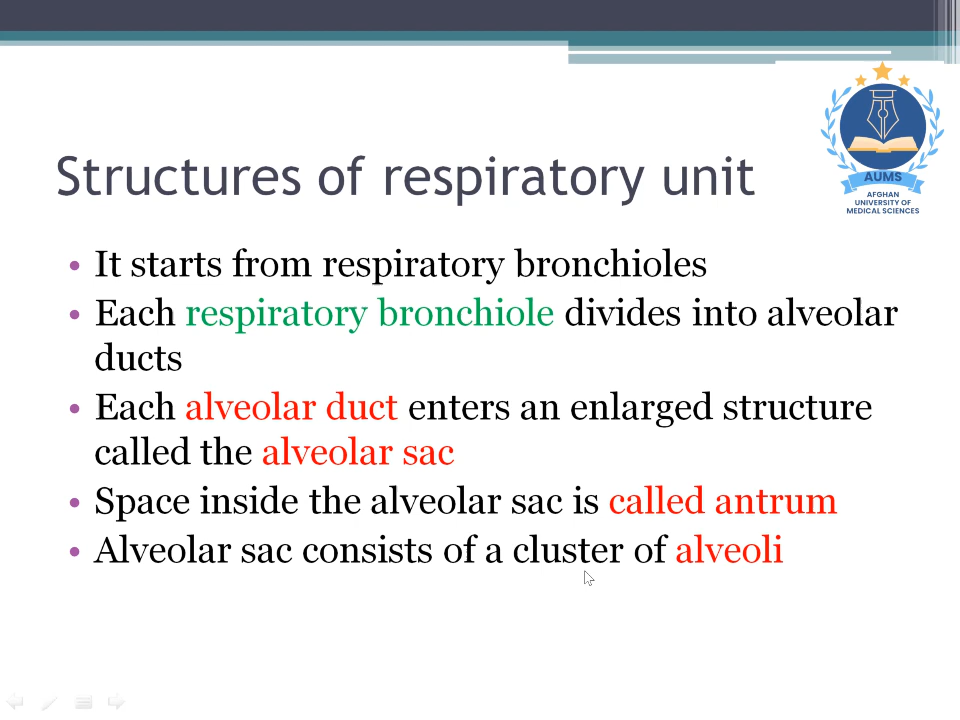 AUMS
AFGHAN
UNIVERSITY OF
MEDICAL SCIENCES
Structures of respiratory unit
• It starts from respiratory bronchioles
• Each respiratory bronchiole divides into alveolar
ducts
• Each alveolar duct enters an enlarged structure
called the alveolar sac
• Space inside the alveolar sac is called antrum
• Alveolar sac consists of a cluster of alveoli